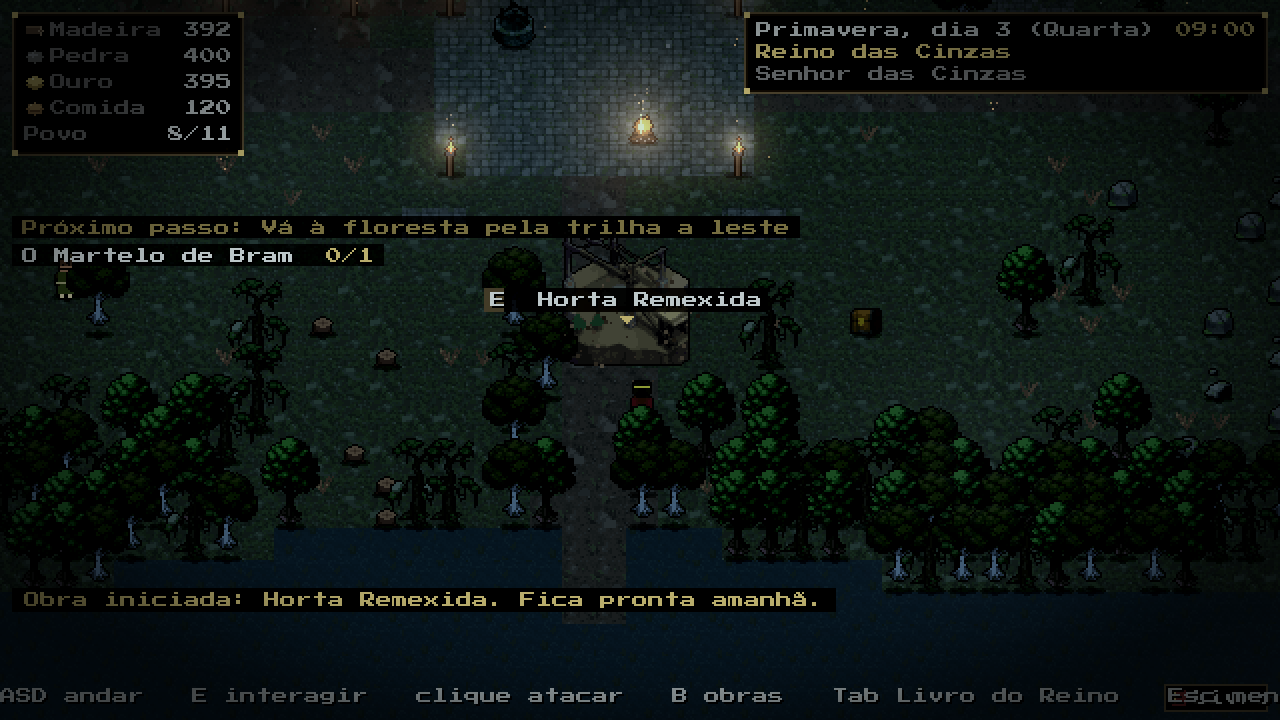 Madeira 392
Pedra 400
Ouro 395
Comida 120
Povo 8/11
Primavera, dia 3 (Quarta) 09:00
Reino das Cinzas
Senhor das Cinzas
Próximo passo: Vá à floresta pela trilha a leste
O Martelo de Bram 0/1
E Horta Remexida
Obra iniciada: Horta Remexida. Fica pronta amanhã.
ASD andar E interagir clique atacar B obras Tab Livro do Reino